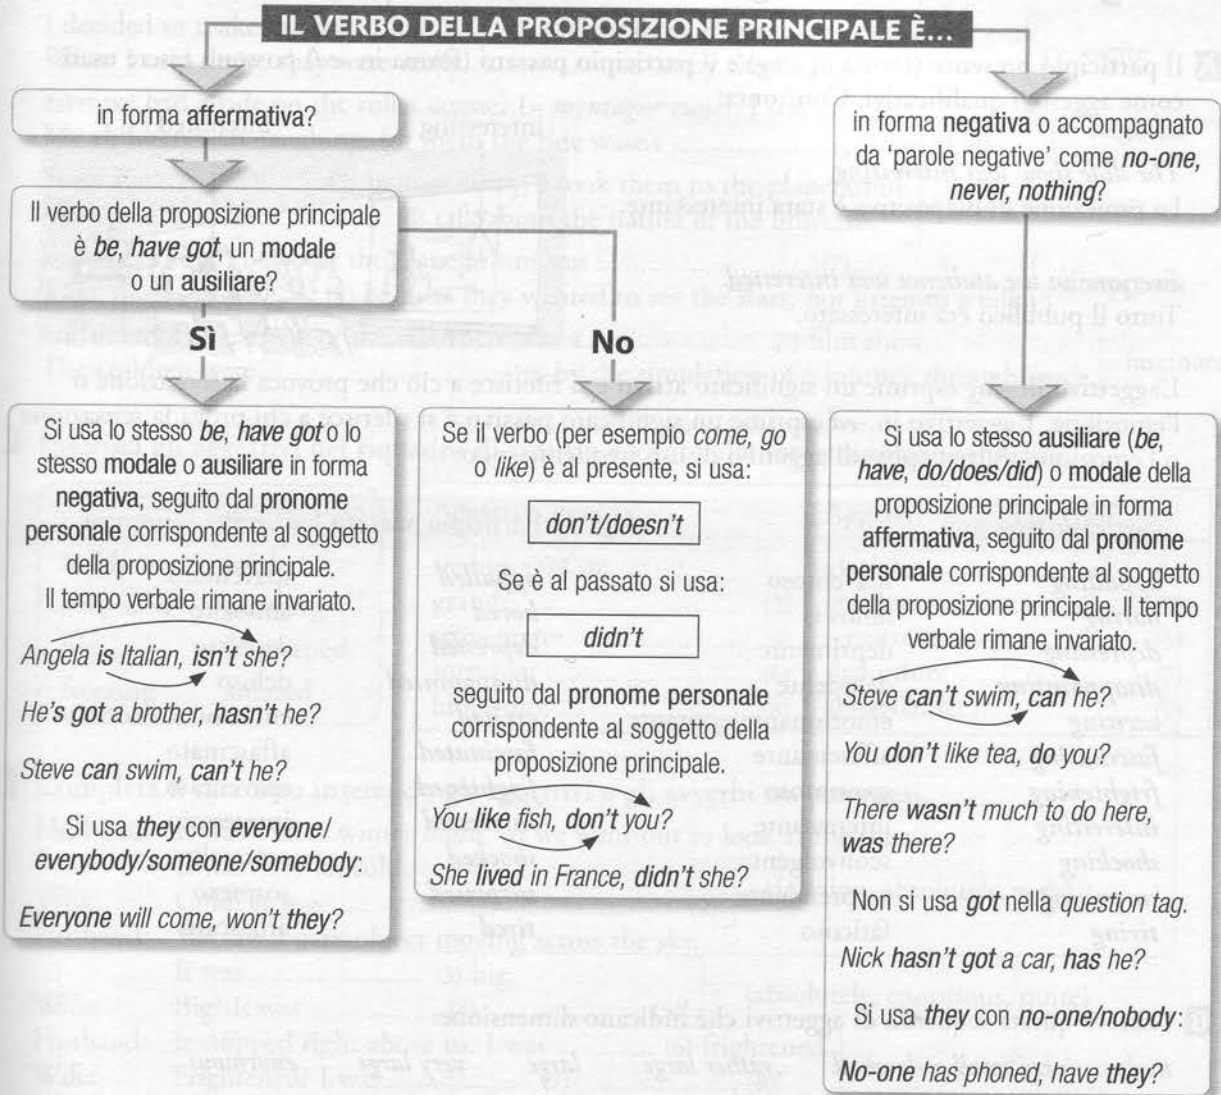 IL VERBO DELLA PROPOSIZIONE PRINCIPALE È...
in forma affermativa?
Il verbo della proposizione principale
è be, have got, un modale
o un ausiliare?
Sì
Si usa lo stesso be, have got o lo
stesso modale o ausiliare in forma
negativa, seguito dal pronome
personale corrispondente al soggetto
della proposizione principale.
Il tempo verbale rimane invariato.
Angela is Italian, isn't she?
He's got a brother, hasn't he?
Steve can swim, can't he?
Si usa they con everyone/
everybody/someone/somebody:
Everyone will come, won't they?
No
Se il verbo (per esempio come, go
o like) è al presente, si usa:
don't/doesn't
Se è al passato si usa:
didn't
seguito dal pronome personale
corrispondente al soggetto della
proposizione principale.
You like fish, don't you?
She lived in France, didn't she?
in forma negativa o accompagnato
da 'parole negative' come no-one,
never, nothing?
Si usa lo stesso ausiliare (be,
have, do/does/did) o modale della
proposizione principale in forma
affermativa, seguito dal pronome
personale corrispondente al soggetto
della proposizione principale. Il tempo
verbale rimane invariato.
Steve can't swim, can he?
You don't like tea, do you?
There wasn't much to do here,
was there?
Non si usa got nella question tag.
Nick hasn't got a car, has he?
Si usa they con no-one/nobody:
No-one has phoned, have they?